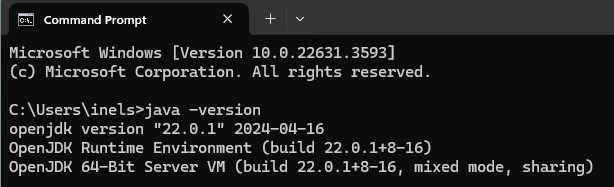 Command Prompt
Microsoft Windows [Version 10.0.22631.3593]
(c) Microsoft Corporation. All rights reserved.
C:\Users\inels>java -version
openjdk version "22.0.1" 2024-04-16
OpenJDK Runtime Environment (build 22.0.1+8-16)
OpenJDK 64-Bit Server VM (build 22.0.1+8-16, mixed mode, sharing)